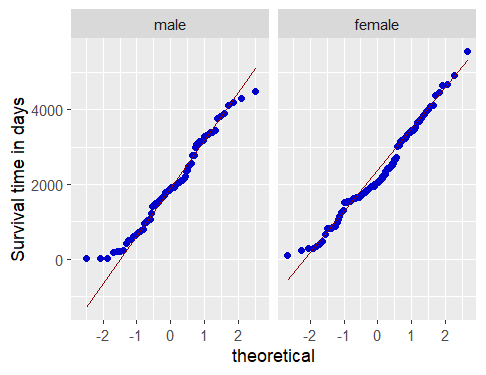 male female
Survival time in days
4000
2000
0
-2 -1 0 1 2 -2 -1 0 1 2
theoretical